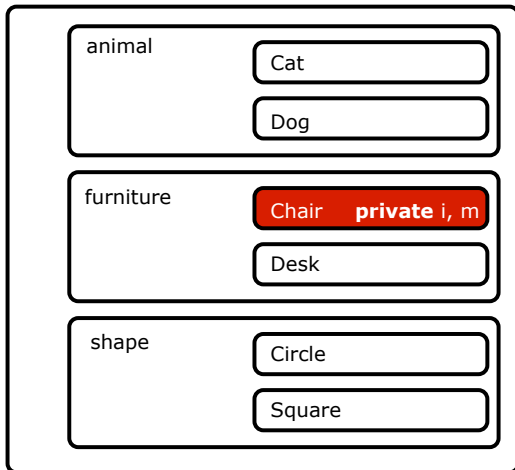 animal
Cat
Dog
furniture
Chair private i, m
Desk
shape
Circle
Square